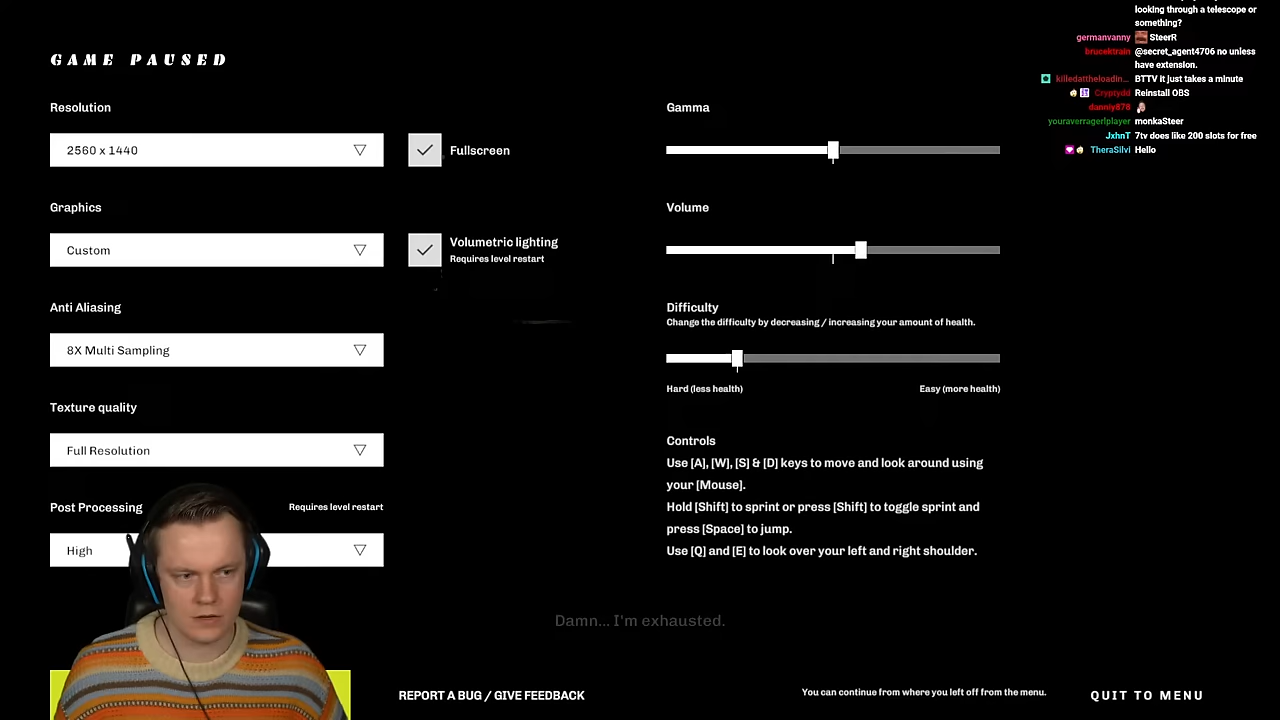 GAME PAUSED
Resolution
2560 x 1440
Fullscreen
Graphics
Custom
Volumetric lighting
Requires level restart
Anti Aliasing
8X Multi Sampling
Texture quality
Full Resolution
Post Processing
Requires level restart
High
Gamma
Volume
Difficulty
Change the difficulty by decreasing / increasing your amount of health.
Hard (less health)
Easy (more health)
Controls
Use [A], [W], [S] & [D] keys to move and look around using
your [Mouse].
Hold [Shift] to sprint or press [Shift] to toggle sprint and
press [Space] to jump.
Use [Q] and [E] to look over your left and right shoulder.
Damn... I'm exhausted.
REPORT A BUG / GIVE FEEDBACK
You can continue from where you left off from the menu.
QUIT TO MENU
looking through a telescope or
something?
germanvanny SteerR
brucektrain @secret_agent4706 no unless
have extension.
killedattheloadin... BTTV it just takes a minute
Cryptydd Reinstall OBS
danniy878
youraverragerlplayer monkaSteer
JxhnT 7tv does like 200 slots for free
TheraSilvi Hello